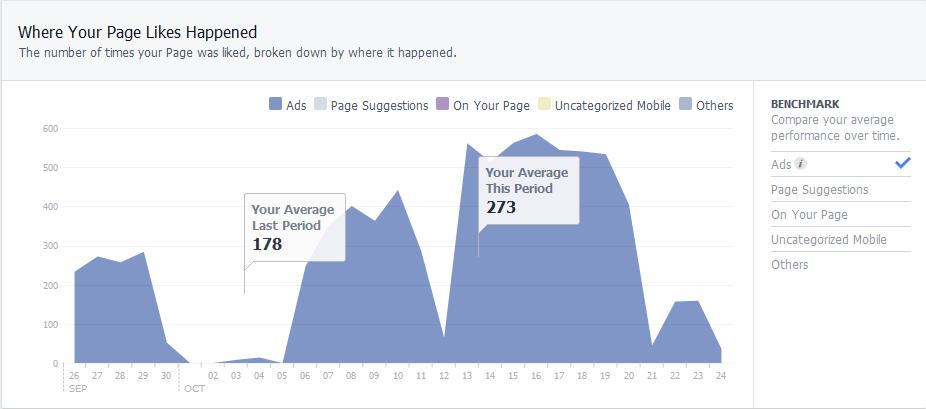 Where Your Page Likes Happened
The number of times your Page was liked, broken down by where it happened.
Ads Page Suggestions On Your Page Uncategorized Mobile Others
600
500
400
300
200
100
0
Your Average
Last Period
178
Your Average
This Period
273
26 27 28 29 30 02 03 04 05 06 07 08 09 10 11 12 13 14 15 16 17 18 19 20 21 22 23 24
SEP OCT
BENCHMARK
Compare your average
performance over time.
Ads i
Page Suggestions
On Your Page
Uncategorized Mobile
Others